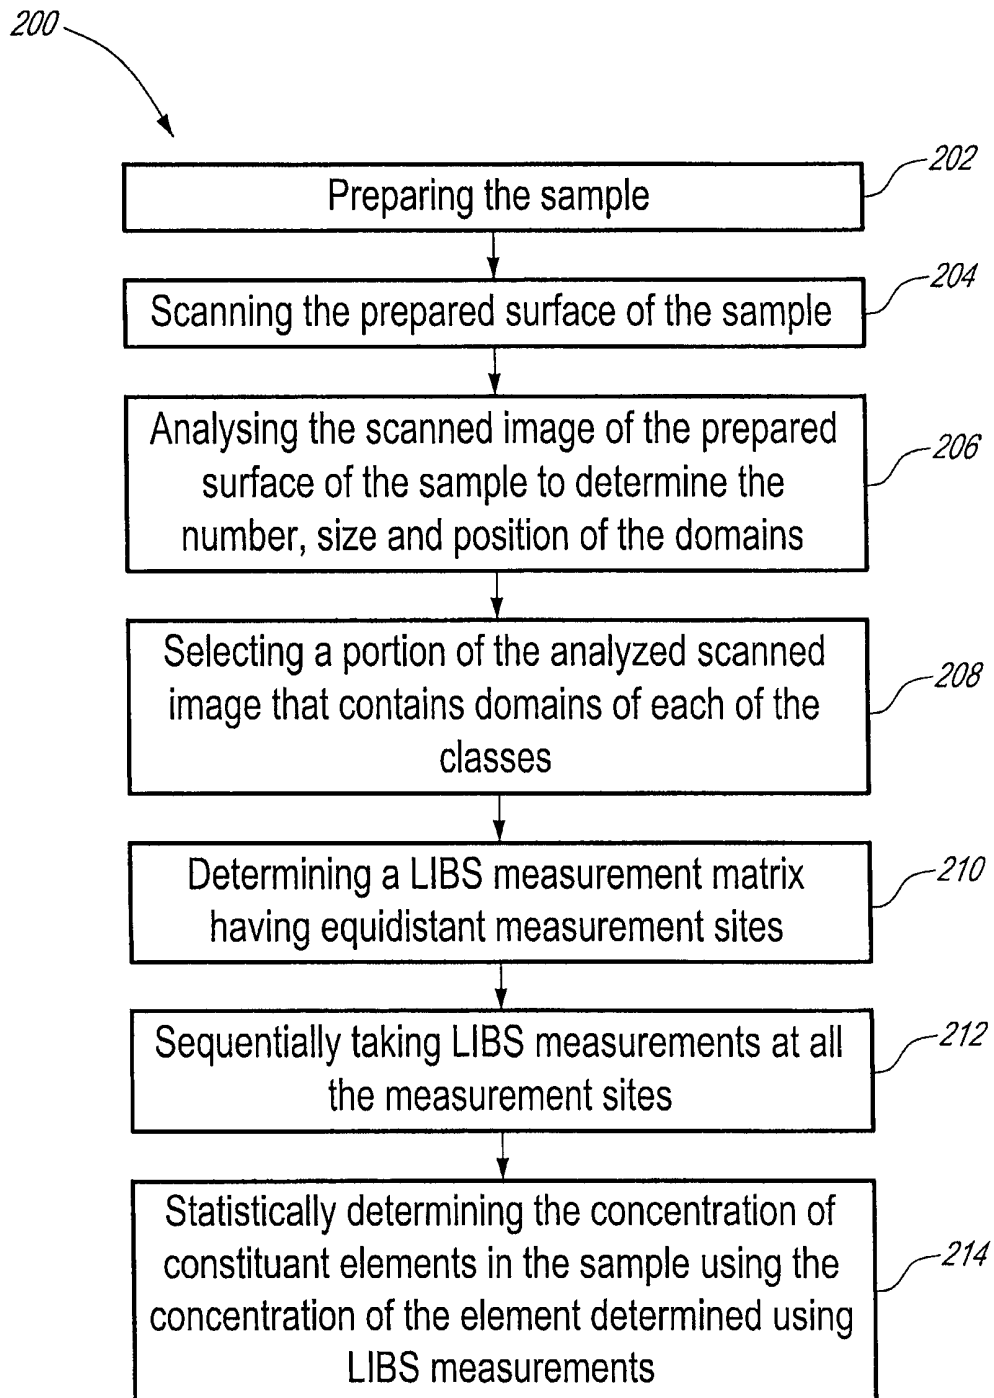 200
202
Preparing the sample
204
Scanning the prepared surface of the sample
Analysing the scanned image of the prepared
surface of the sample to determine the
number, size and position of the domains
206
Selecting a portion of the analyzed scanned
image that contains domains of each of the
classes
208
Determining a LIBS measurement matrix
having equidistant measurement sites
210
Sequentially taking LIBS measurements at all
the measurement sites
212
Statistically determining the concentration of
constituant elements in the sample using the
concentration of the element determined using
LIBS measurements
214